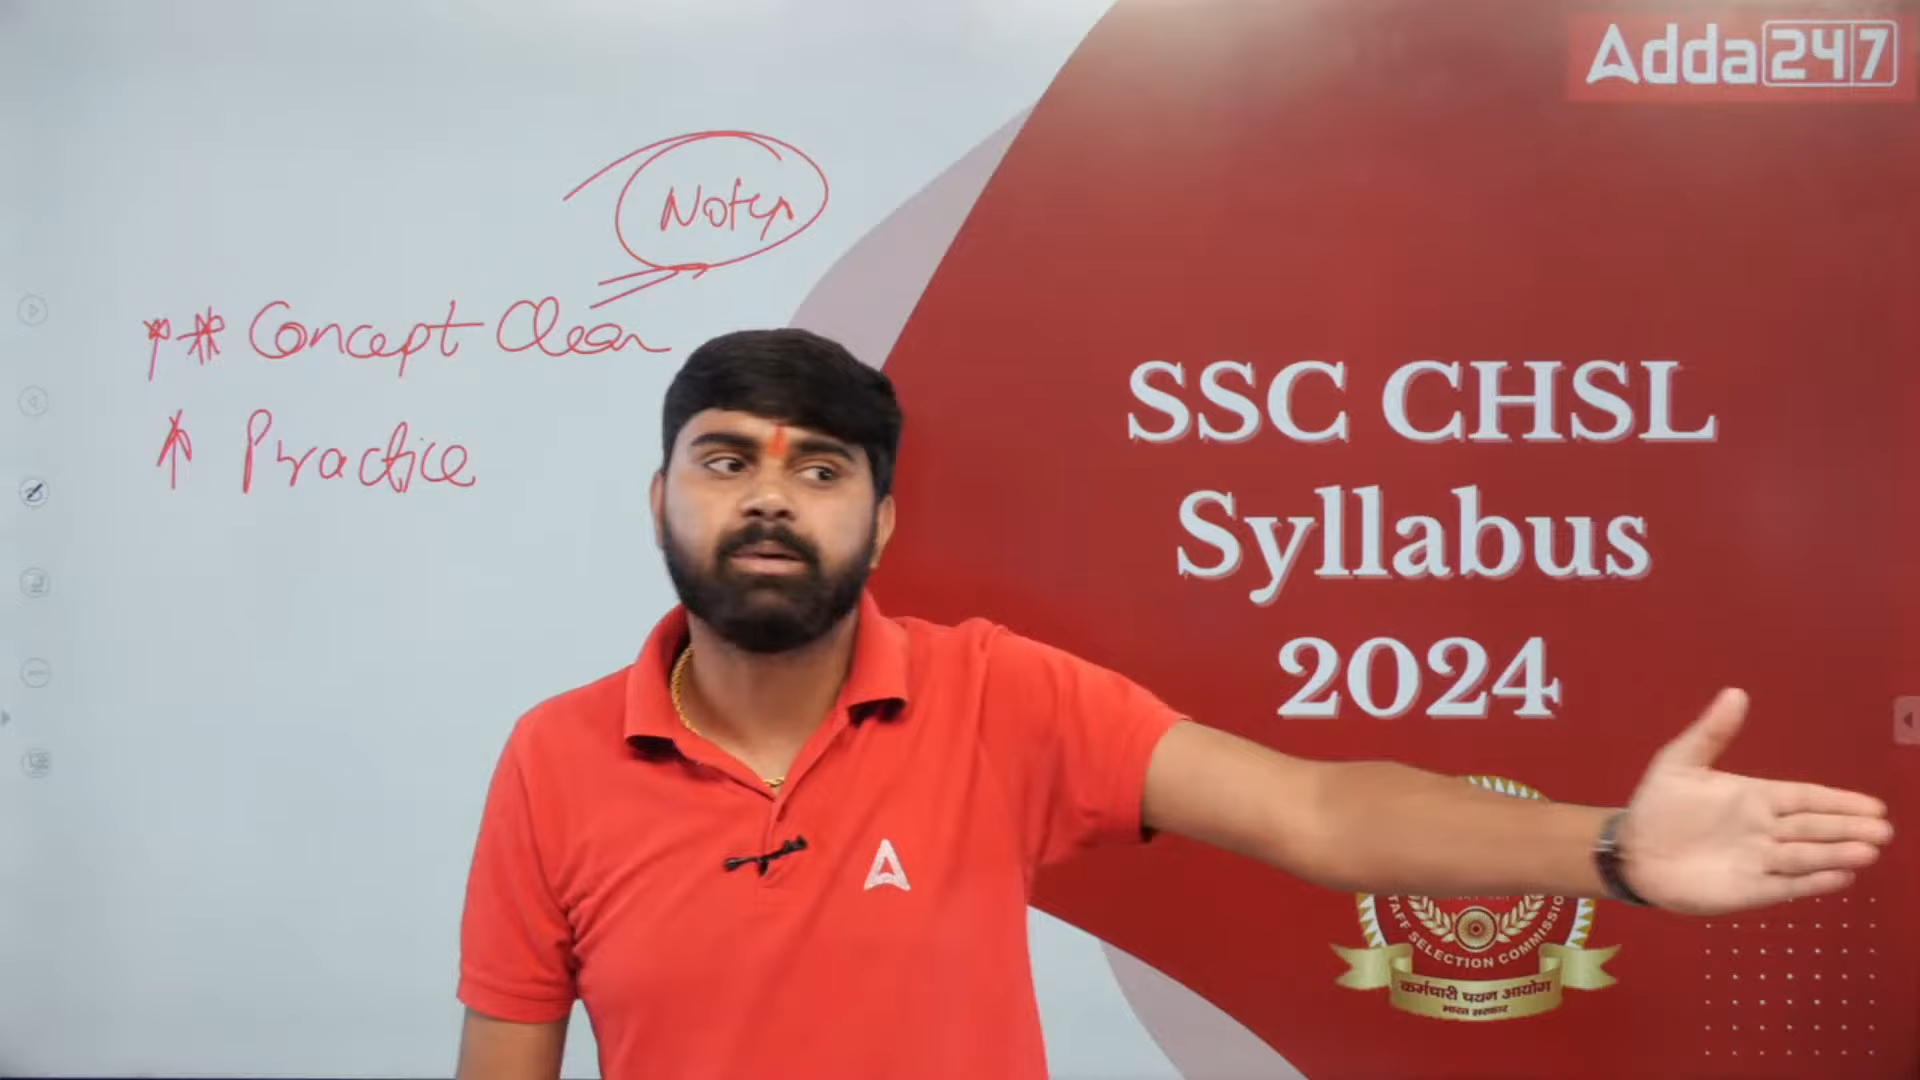 Adda247
Notes
** Concept Clear
* Practice
SSC CHSL
Syllabus
2024
STAFF SELECTION COMMISSION
कर्मचारी चयन आयोग
भारत सरकार